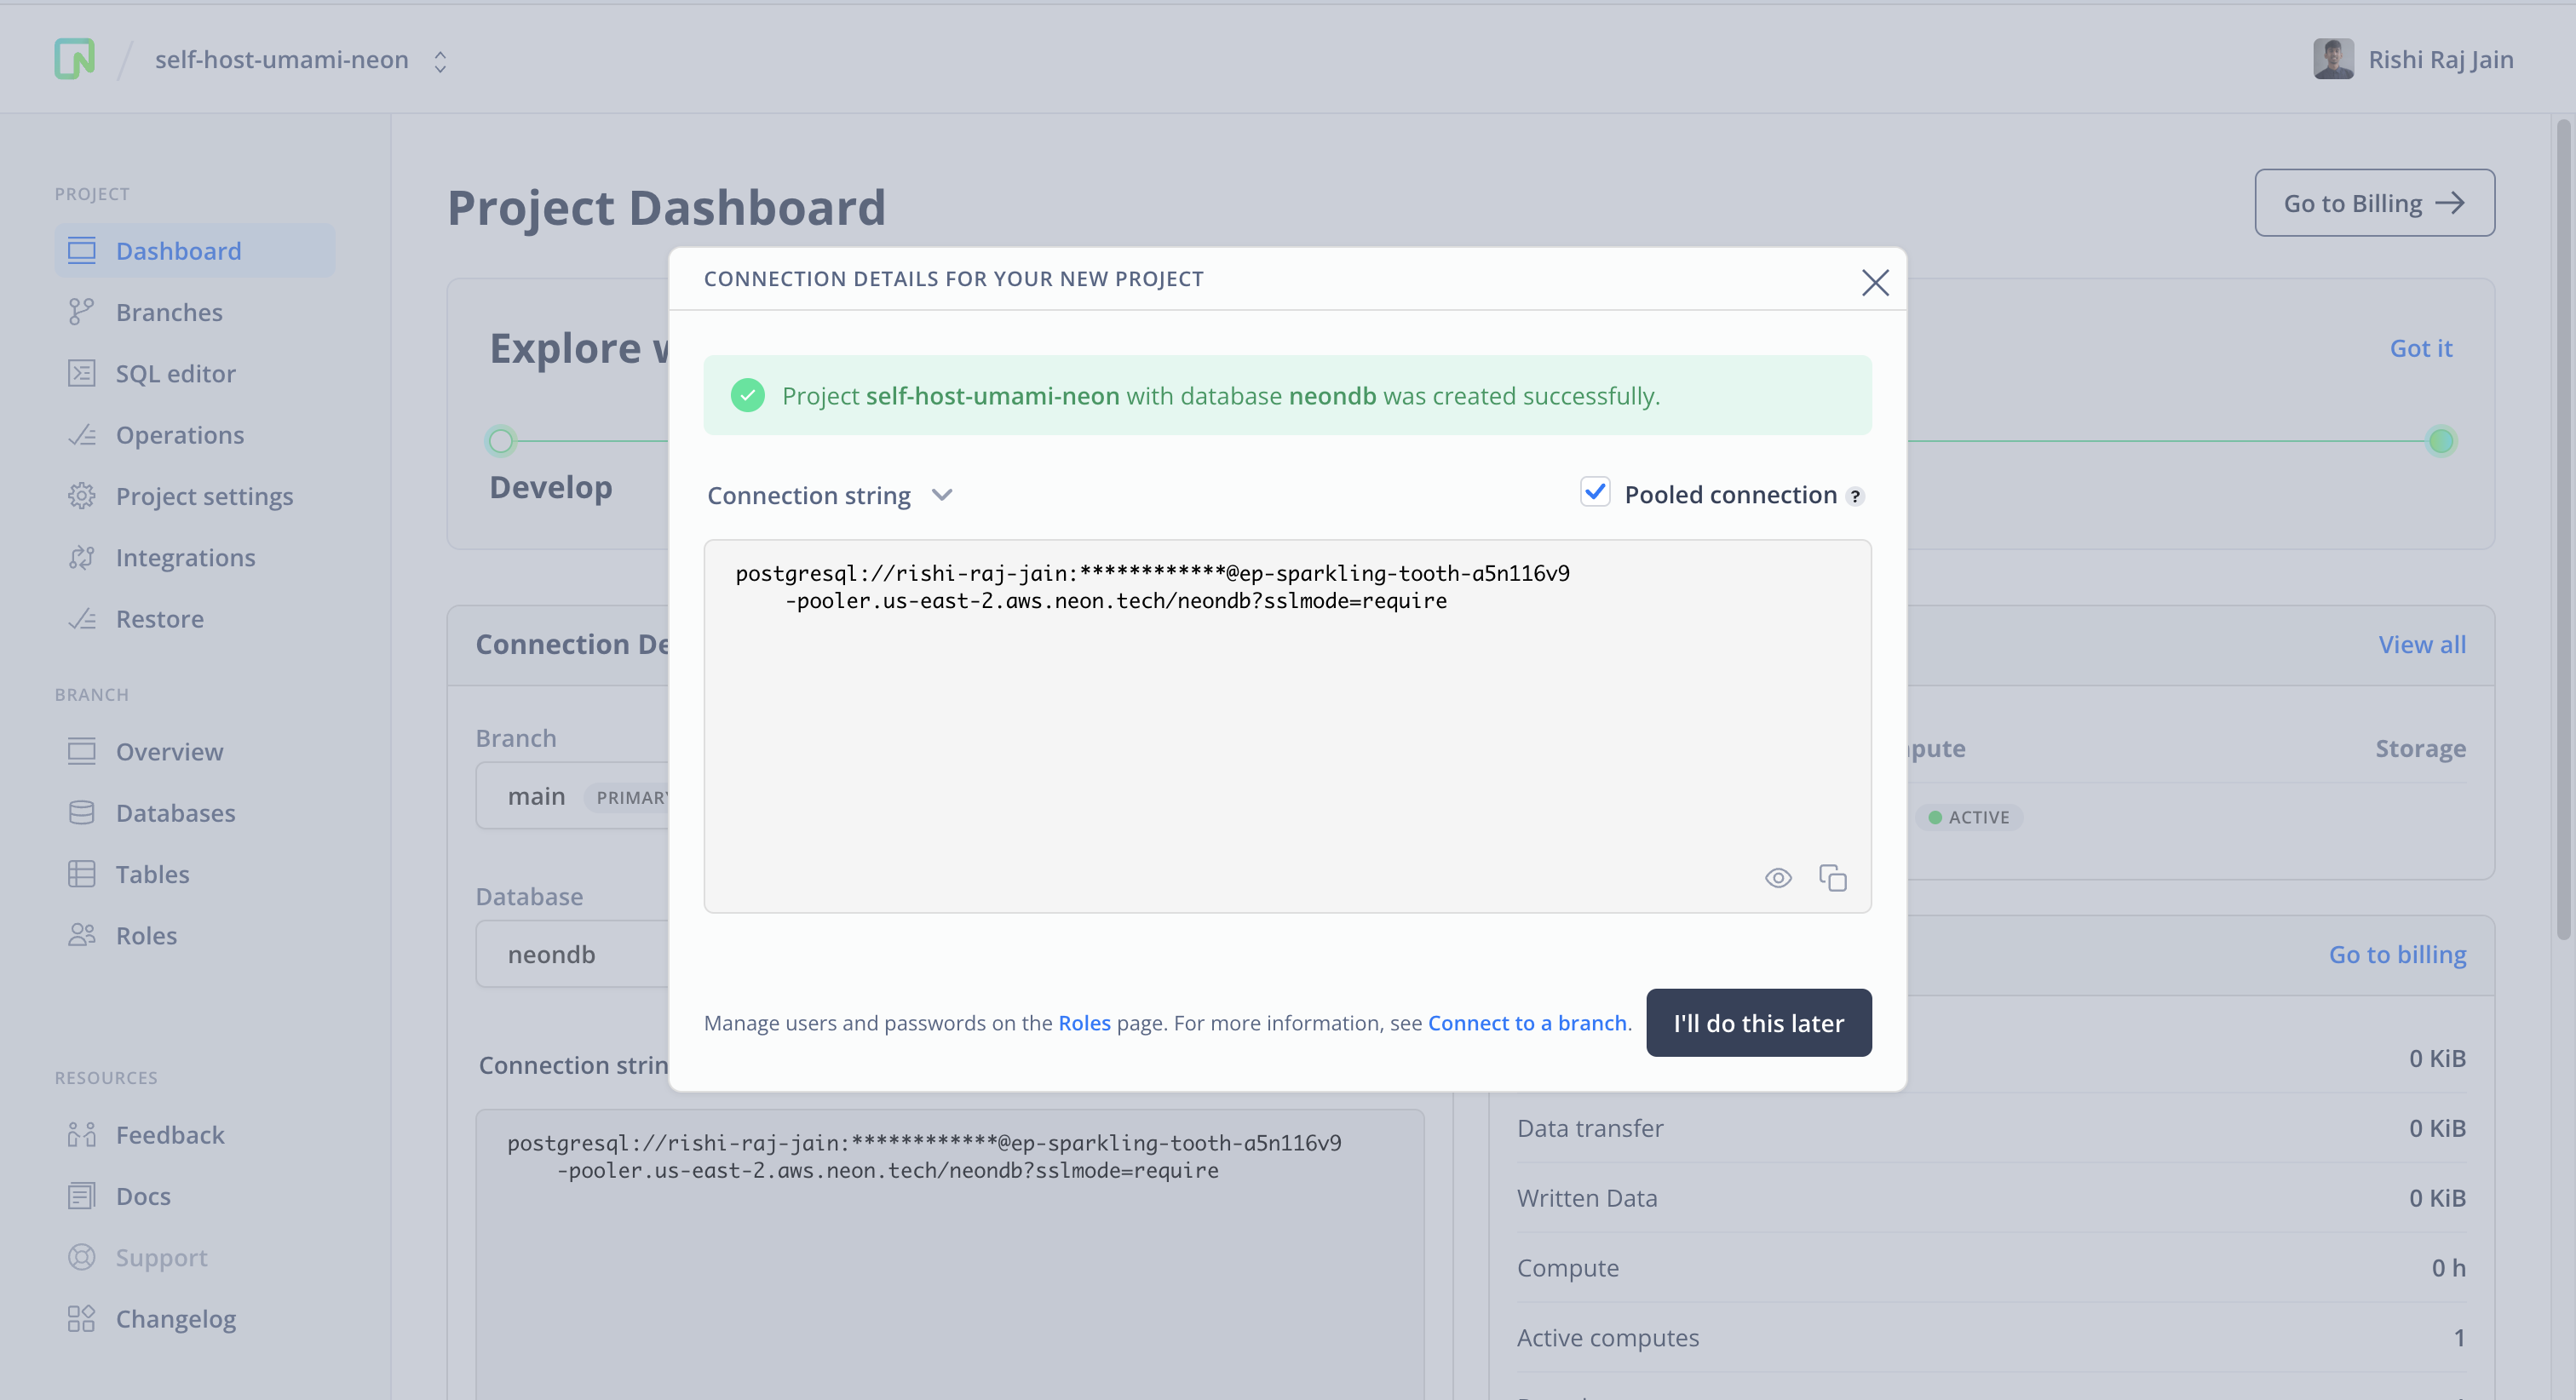 self-host-umami-neon
Rishi Raj Jain
PROJECT
Dashboard
Branches
SQL editor
Operations
Project settings
Integrations
Restore
BRANCH
Overview
Databases
Tables
Roles
RESOURCES
Feedback
Docs
Support
Changelog
Project Dashboard
Go to Billing
Explore
Got it
Develop
CONNECTION DETAILS FOR YOUR NEW PROJECT
Project self-host-umami-neon with database neondb was created successfully.
Connection string
Pooled connection ?
postgresql://rishi-raj-jain:************@ep-sparkling-tooth-a5n116v9
-pooler.us-east-2.aws.neon.tech/neondb?sslmode=require
Manage users and passwords on the Roles page. For more information, see Connect to a branch.
I'll do this later
Connection De
View all
Branch
main PRIMARY
Database
neondb
Connection strin
postgresql://rishi-raj-jain:************@ep-sparkling-tooth-a5n116v9
-pooler.us-east-2.aws.neon.tech/neondb?sslmode=require
pute
Storage
ACTIVE
Go to billing
0 KiB
Data transfer 0 KiB
Written Data 0 KiB
Compute 0 h
Active computes 1